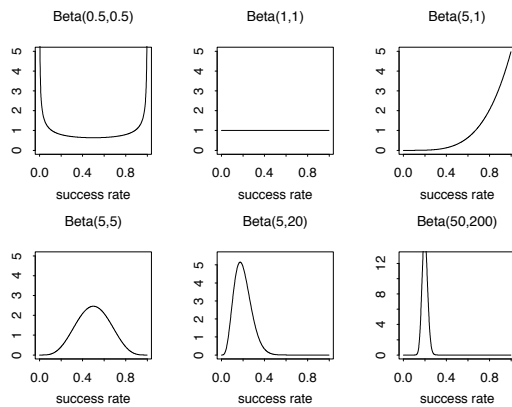 Beta(0.5,0.5)
0 1 2 3 4 5
0.0 0.4 0.8
success rate
Beta(1,1)
0 1 2 3 4 5
0.0 0.4 0.8
success rate
Beta(5,1)
0 1 2 3 4 5
0.0 0.4 0.8
success rate
Beta(5,5)
0 1 2 3 4 5
0.0 0.4 0.8
success rate
Beta(5,20)
0 1 2 3 4 5
0.0 0.4 0.8
success rate
Beta(50,200)
0 4 8 12
0.0 0.4 0.8
success rate